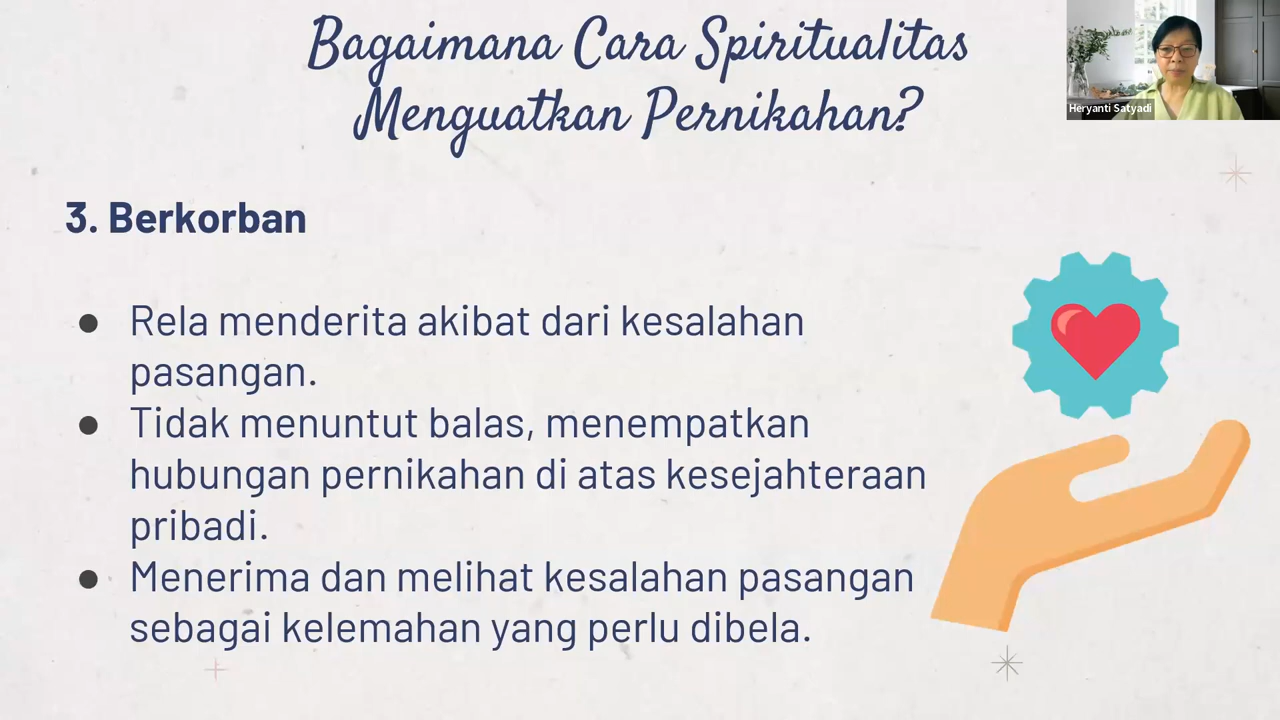 Bagaimana Cara Spiritualitas
Menguatkan Pernikahan?
Heryanti Satyadi
3. Berkorban
● Rela menderita akibat dari kesalahan
pasangan.
● Tidak menuntut balas, menempatkan
hubungan pernikahan di atas kesejahteraan
pribadi.
● Menerima dan melihat kesalahan pasangan
sebagai kelemahan yang perlu dibela.